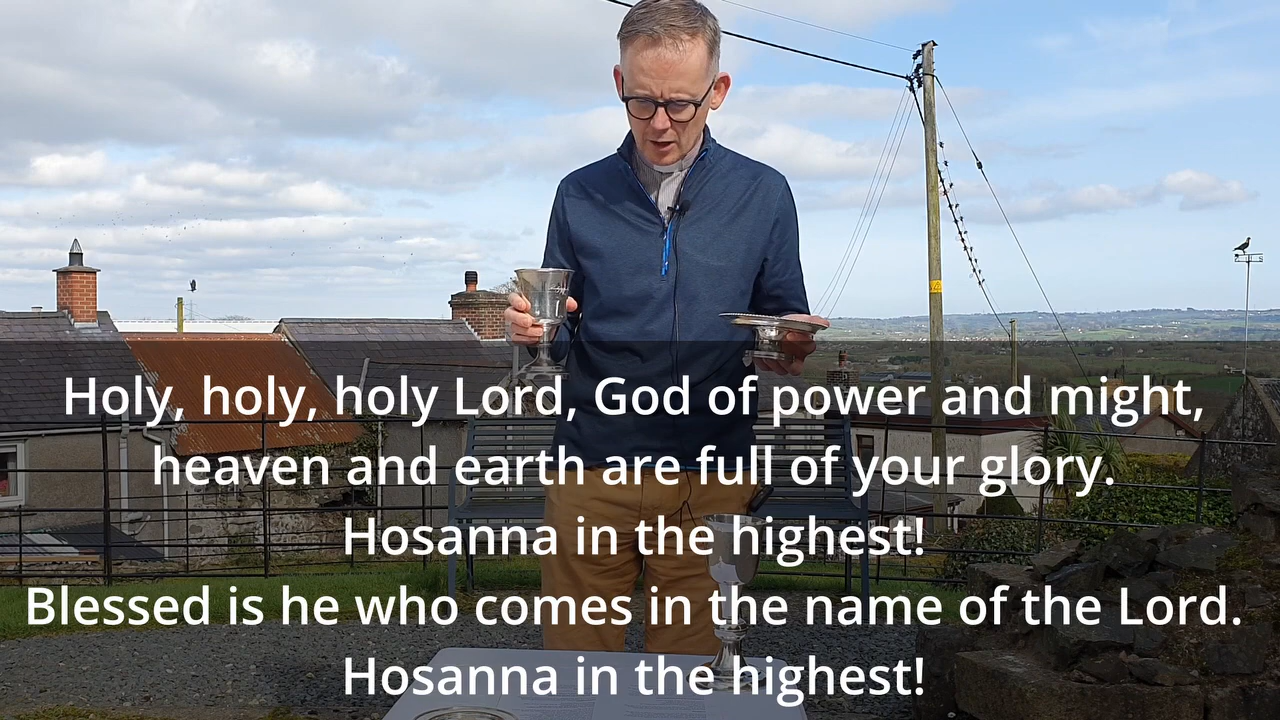 Holy, holy, holy Lord, God of power and might,
heaven and earth are full of your glory.
Hosanna in the highest!
Blessed is he who comes in the name of the Lord.
Hosanna in the highest!